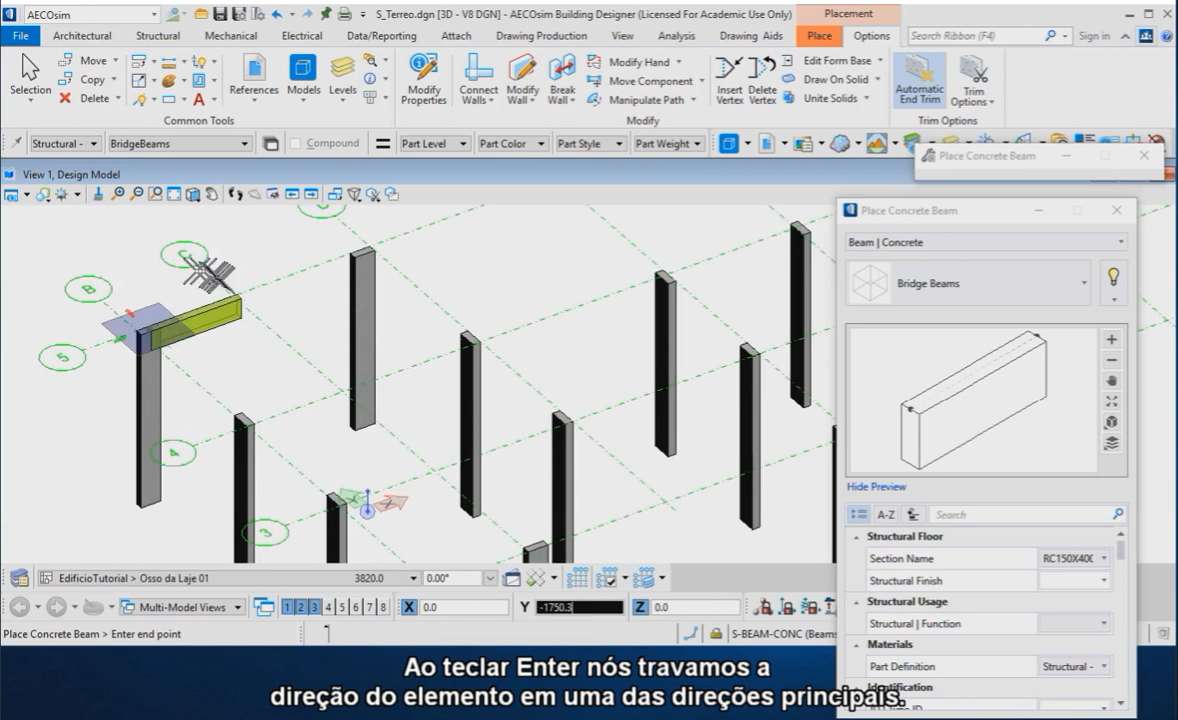 AECOsim
S_Terreo.dgn [3D - V8 DGN] - AECOsim Building Designer (Licensed For Academic Use Only)
Placement
File Architectural Structural Mechanical Electrical Data/Reporting Attach Drawing Production View Analysis Drawing Aids Place Options Search Ribbon (F4) Sign in
Selection
Move
Copy
Delete
References
Models
Levels
Common Tools
Modify Properties
Connect Walls
Modify Wall
Break Wall
Modify Hand
Modify Component
Manipulate Path
Modify
Insert Vertex
Delete Vertex
Edit Form Base
Draw On Solid
Unite Solids
Automatic End Trim
Trim Options
Trim Options
Structural - BridgeBeams Compound Part Level Part Color Part Style Part Weight
Place Concrete Beam
View 1, Design Model
Place Concrete Beam
Beam | Concrete
Bridge Beams
C
B
5
4
3
X
Hide Preview
A-Z Search
Structural Floor
Section Name RC150X40(
Structural Finish
Structural Usage
Structural | Function
Materials
Part Definition Structural -
Identification
EdificioTutorial > Osso da Laje 01 3820.0 0.00°
Multi-Model Views 1 2 3 4 5 6 7 8 X 0.0 Y -1750.3 Z 0.0
Place Concrete Beam > Enter end point S-BEAM-CONC (Beams
Ao teclar Enter nós travamos a
direção do elemento em uma das direções principais.